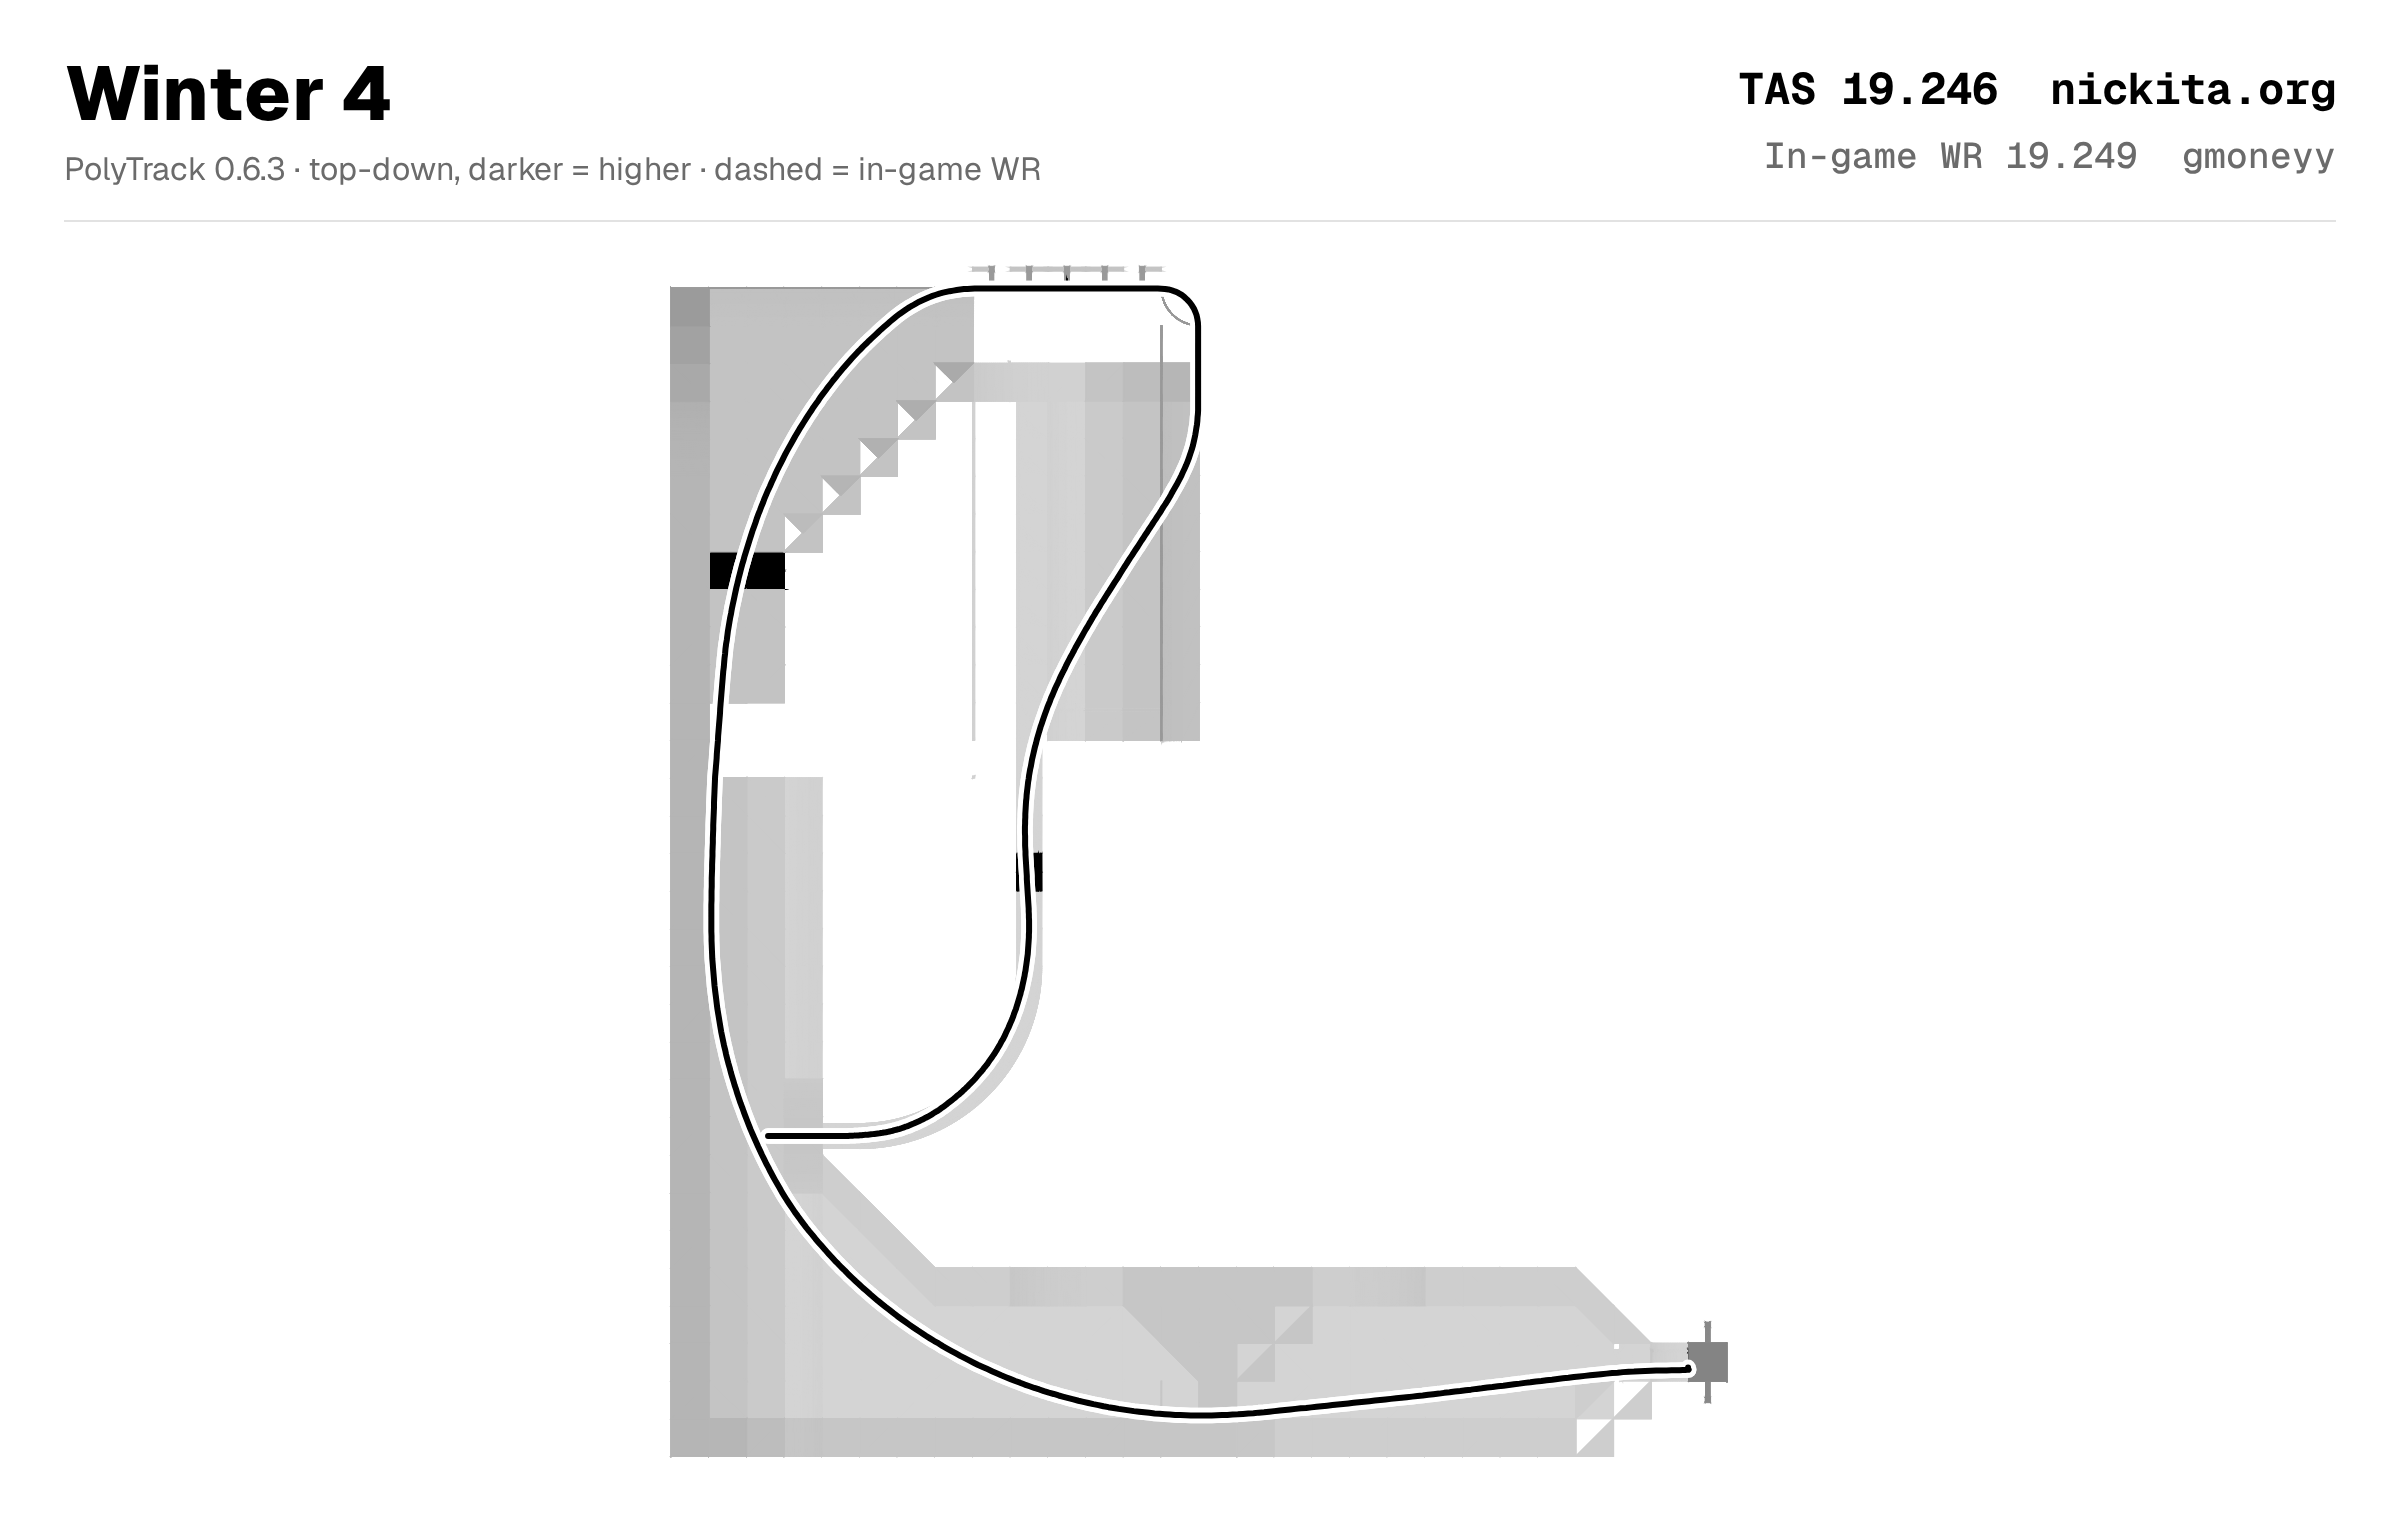 Winter 4
TAS 19.246 nickita.org
PolyTrack 0.6.3 · top-down, darker = higher · dashed = in-game WR
In-game WR 19.249 gmoneyy